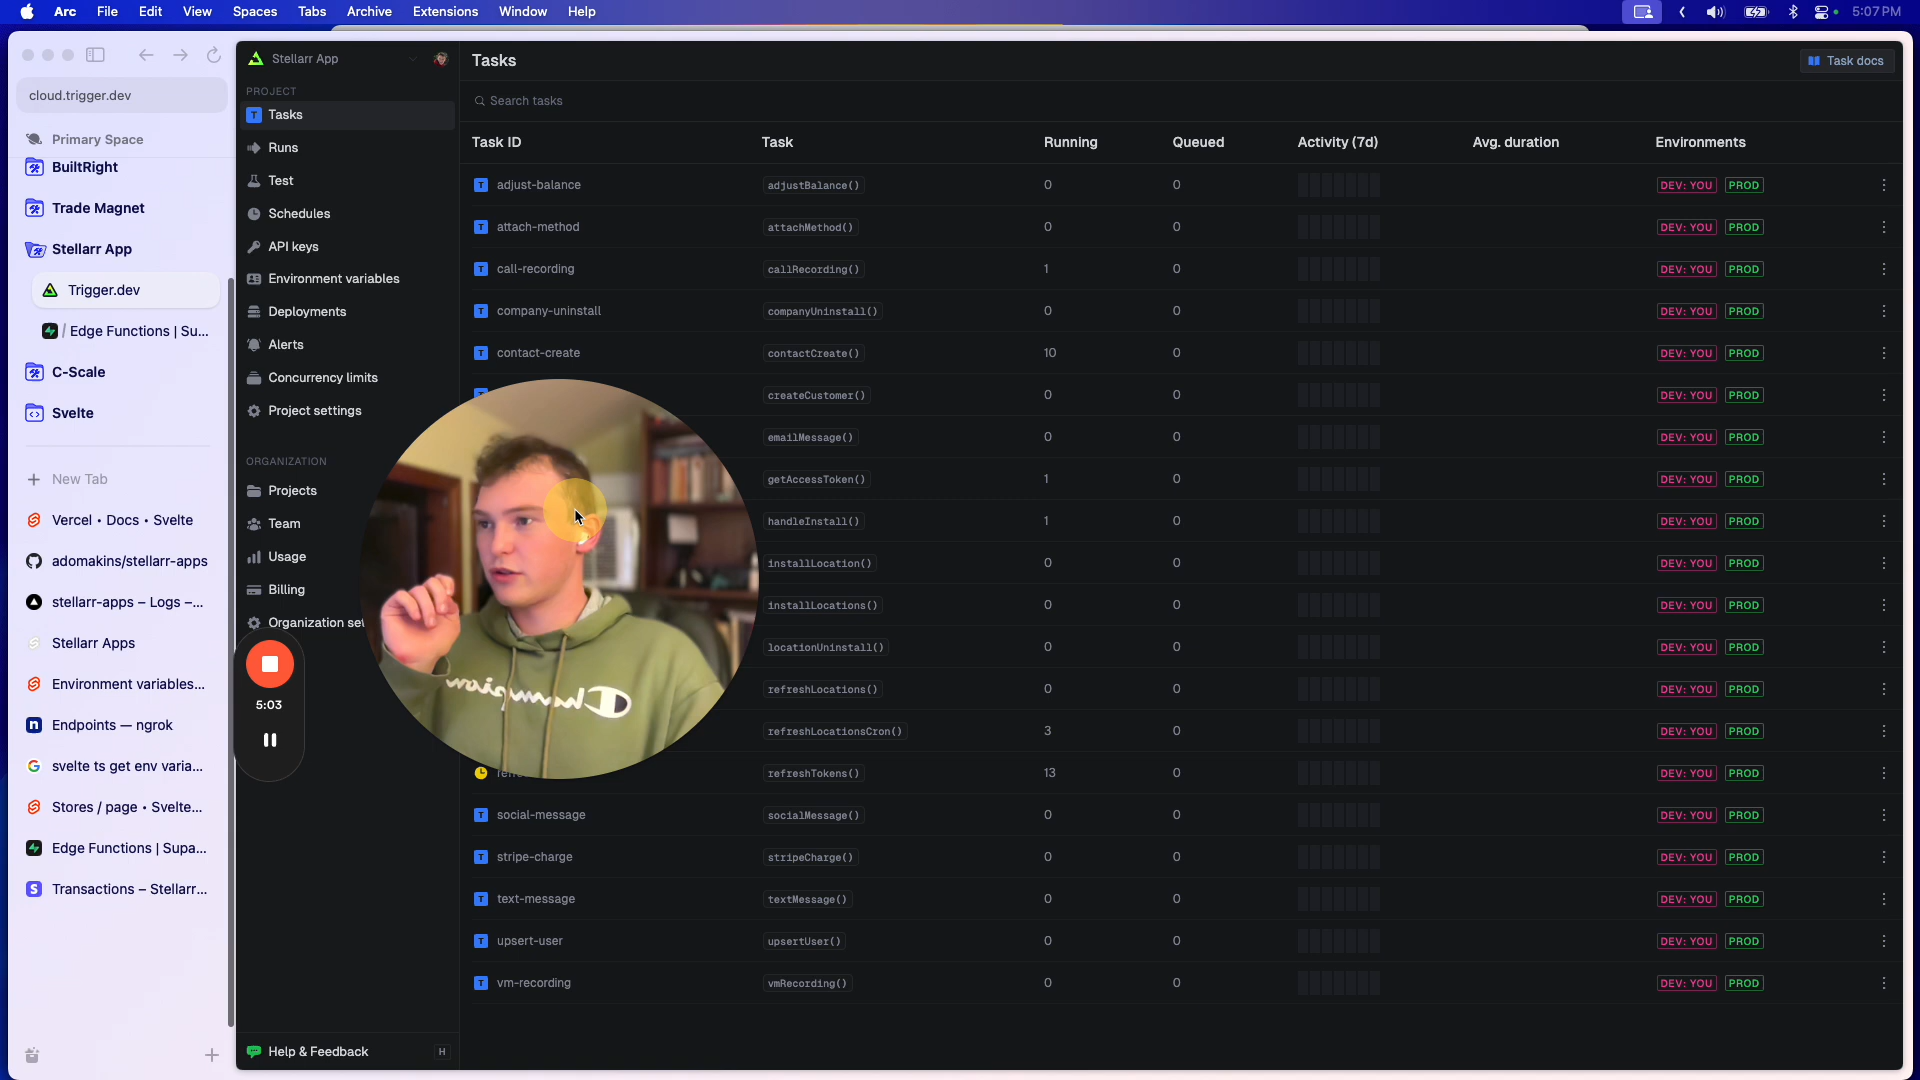 Arc File Edit View Spaces Tabs Archive Extensions Window Help 5:07 PM
cloud.trigger.dev
Primary Space
BuiltRight
Trade Magnet
Stellarr App
Trigger.dev
/ Edge Functions | Su...
C-Scale
Svelte
New Tab
Vercel • Docs • Svelte
adomakins/stellarr-apps
stellarr-apps – Logs –...
Stellarr Apps
Environment variables...
Endpoints — ngrok
svelte ts get env varia...
Stores / page • Svelte...
Edge Functions | Supa...
Transactions – Stellarr...
Stellarr App
PROJECT
Tasks
Runs
Test
Schedules
API keys
Environment variables
Deployments
Alerts
Concurrency limits
Project settings
ORGANIZATION
Projects
Team
Usage
Billing
Organization set
5:03
Help & Feedback H
Tasks Task docs
Search tasks
Task ID Task Running Queued Activity (7d) Avg. duration Environments
adjust-balance adjustBalance() 0 0 DEV: YOU PROD
attach-method attachMethod() 0 0 DEV: YOU PROD
call-recording callRecording() 1 0 DEV: YOU PROD
company-uninstall companyUninstall() 0 0 DEV: YOU PROD
contact-create contactCreate() 10 0 DEV: YOU PROD
createCustomer() 0 0 DEV: YOU PROD
emailMessage() 0 0 DEV: YOU PROD
getAccessToken() 1 0 DEV: YOU PROD
handleInstall() 1 0 DEV: YOU PROD
installLocation() 0 0 DEV: YOU PROD
installLocations() 0 0 DEV: YOU PROD
locationUninstall() 0 0 DEV: YOU PROD
refreshLocations() 0 0 DEV: YOU PROD
refreshLocationsCron() 3 0 DEV: YOU PROD
refreshTokens() 13 0 DEV: YOU PROD
social-message socialMessage() 0 0 DEV: YOU PROD
stripe-charge stripeCharge() 0 0 DEV: YOU PROD
text-message textMessage() 0 0 DEV: YOU PROD
upsert-user upsertUser() 0 0 DEV: YOU PROD
vm-recording vmRecording() 0 0 DEV: YOU PROD
Champion